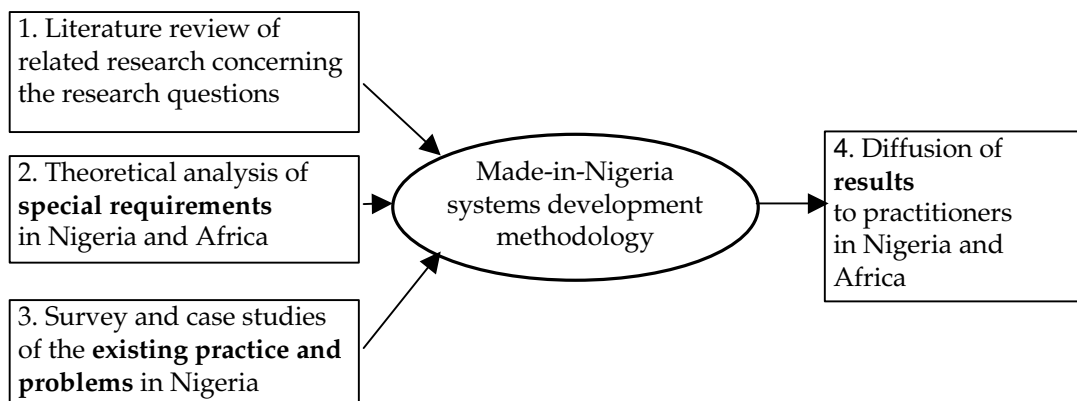 1. Literature review of
related research concerning
the research questions
2. Theoretical analysis of
special requirements
in Nigeria and Africa
3. Survey and case studies
of the existing practice and
problems in Nigeria
Made-in-Nigeria
systems development
methodology
4. Diffusion of
results
to practitioners
in Nigeria and
Africa